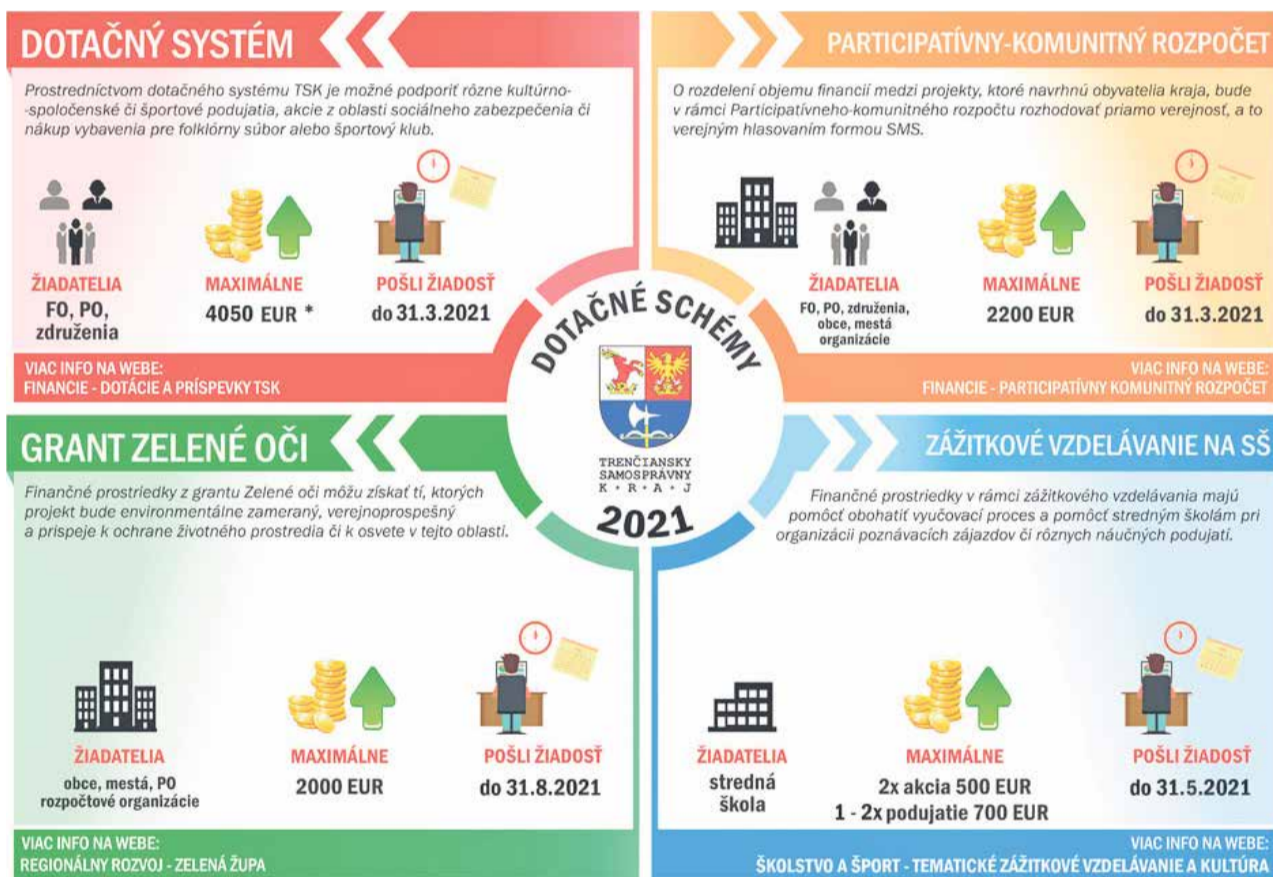 DOTAČNÝ SYSTÉM
Prostredníctvom dotačného systému TSK je možné podporiť rôzne kultúrno-
-spoločenské či športové podujatia, akcie z oblasti sociálneho zabezpečenia či
nákup vybavenia pre folklórny súbor alebo športový klub.
ŽIADATELIA
FO, PO,
združenia
MAXIMÁLNE
4050 EUR *
POŠLI ŽIADOSŤ
do 31.3.2021
VIAC INFO NA WEBE:
FINANCIE - DOTÁCIE A PRÍSPEVKY TSK
PARTICIPATÍVNY-KOMUNITNÝ ROZPOČET
O rozdelení objemu financií medzi projekty, ktoré navrhnú obyvatelia kraja, bude
v rámci Participatívneho-komunitného rozpočtu rozhodovať priamo verejnosť, a to
verejným hlasovaním formou SMS.
ŽIADATELIA
FO, PO, združenia,
obce, mestá
organizácie
MAXIMÁLNE
2200 EUR
POŠLI ŽIADOSŤ
do 31.3.2021
VIAC INFO NA WEBE:
FINANCIE - PARTICIPATÍVNY KOMUNITNÝ ROZPOČET
DOTAČNÉ SCHÉMY
TRENČIANSKY
SAMOSPRÁVNY
K • R • A • J
2021
GRANT ZELENÉ OČI
Finančné prostriedky z grantu Zelené oči môžu získať tí, ktorých
projekt bude environmentálne zameraný, verejnoprospešný
a prispeje k ochrane životného prostredia či k osvete v tejto oblasti.
ŽIADATELIA
obce, mestá, PO
rozpočtové organizácie
MAXIMÁLNE
2000 EUR
POŠLI ŽIADOSŤ
do 31.8.2021
VIAC INFO NA WEBE:
REGIONÁLNY ROZVOJ - ZELENÁ ŽUPA
ZÁŽITKOVÉ VZDELÁVANIE NA SŠ
Finančné prostriedky v rámci zážitkového vzdelávania majú
pomôcť obohatiť vyučovací proces a pomôcť stredným školám pri
organizácii poznávacích zájazdov či rôznych náučných podujatí.
ŽIADATELIA
stredná
škola
MAXIMÁLNE
2x akcia 500 EUR
1 - 2x podujatie 700 EUR
POŠLI ŽIADOSŤ
do 31.5.2021
VIAC INFO NA WEBE:
ŠKOLSTVO A ŠPORT - TEMATICKÉ ZÁŽITKOVÉ VZDELÁVANIE A KULTÚRA